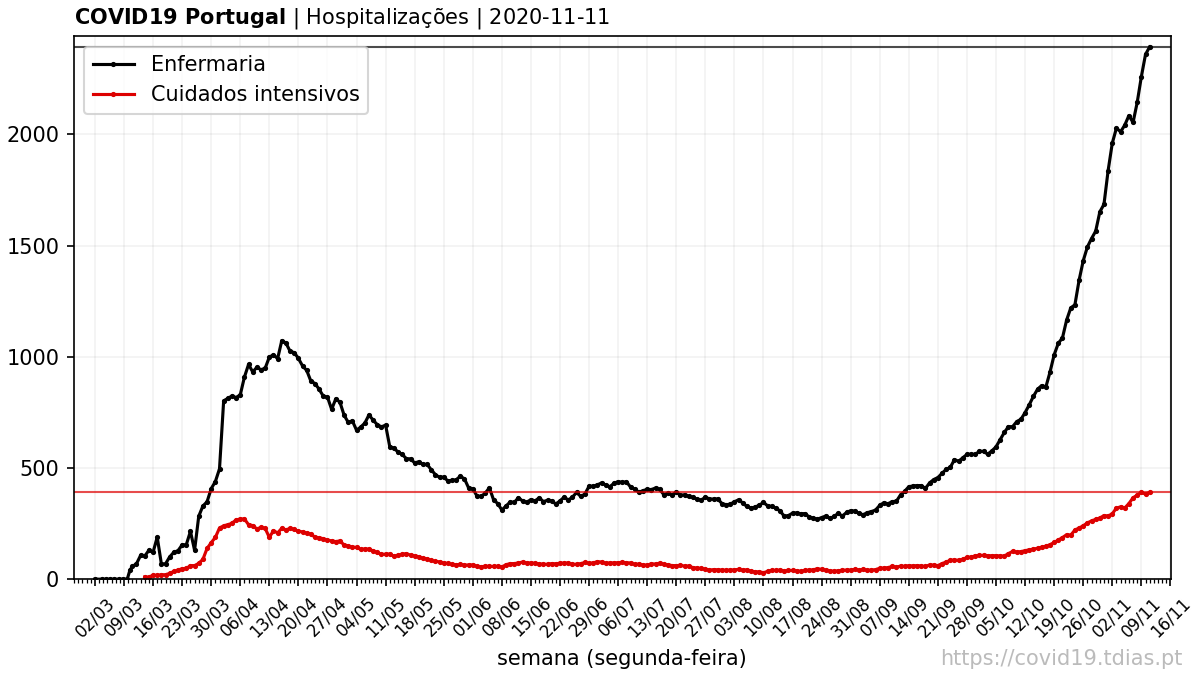 COVID19 Portugal | Hospitalizações | 2020-11-11
Enfermaria
Cuidados intensivos
2000
1500
1000
500
0
02/03 09/03 16/03 23/03 30/03 06/04 13/04 20/04 27/04 04/05 11/05 18/05 25/05 01/06 08/06 15/06 22/06 29/06 6/07 13/07 20/07 27/07 03/08 10/08 17/08 24/08 31/08 07/09 14/09 21/09 28/09 05/10 12/10 19/10 26/10 02/11 09/11 16/11
semana (segunda-feira)
https://covid19.tdias.pt